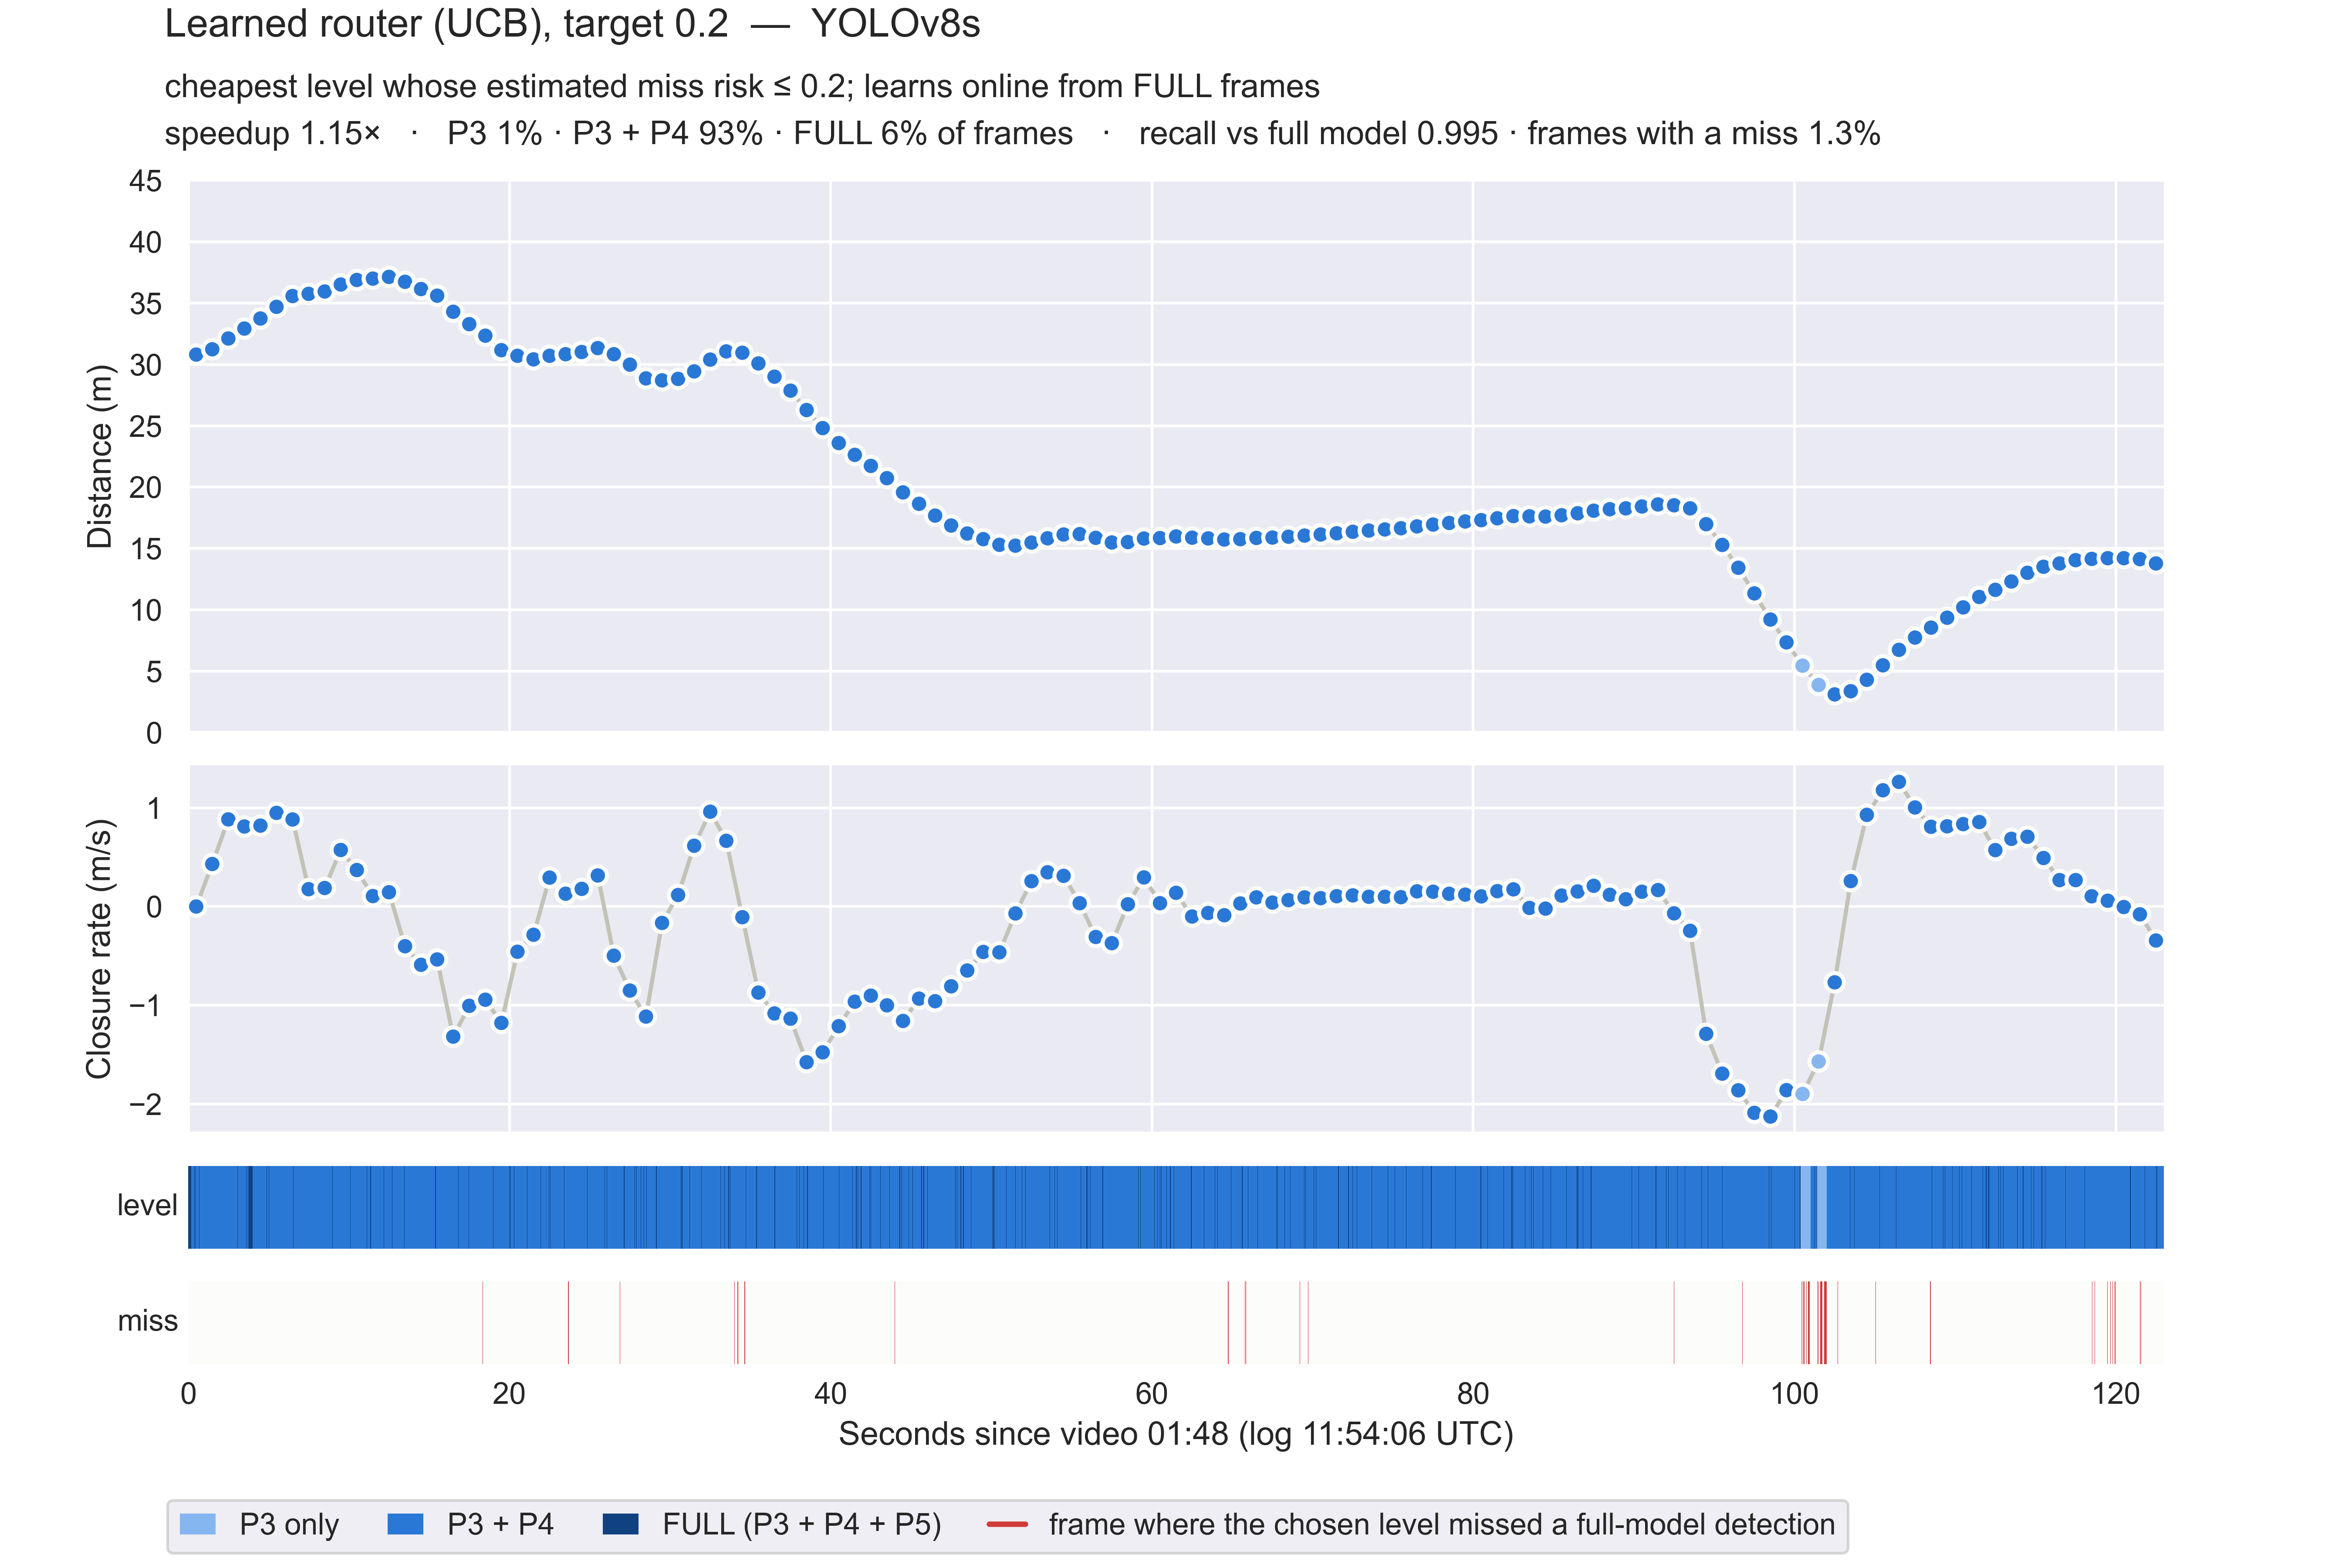 Learned router (UCB), target 0.2 — YOLOv8s
cheapest level whose estimated miss risk ≤ 0.2; learns online from FULL frames
speedup 1.15× · P3 1% · P3 + P4 93% · FULL 6% of frames · recall vs full model 0.995 · frames with a miss 1.3%
45
40
35
30
25
20
15
10
5
0
Distance (m)
1
0
−1
−2
Closure rate (m/s)
level
miss
0 20 40 60 80 100 120
Seconds since video 01:48 (log 11:54:06 UTC)
P3 only P3 + P4 FULL (P3 + P4 + P5) frame where the chosen level missed a full-model detection